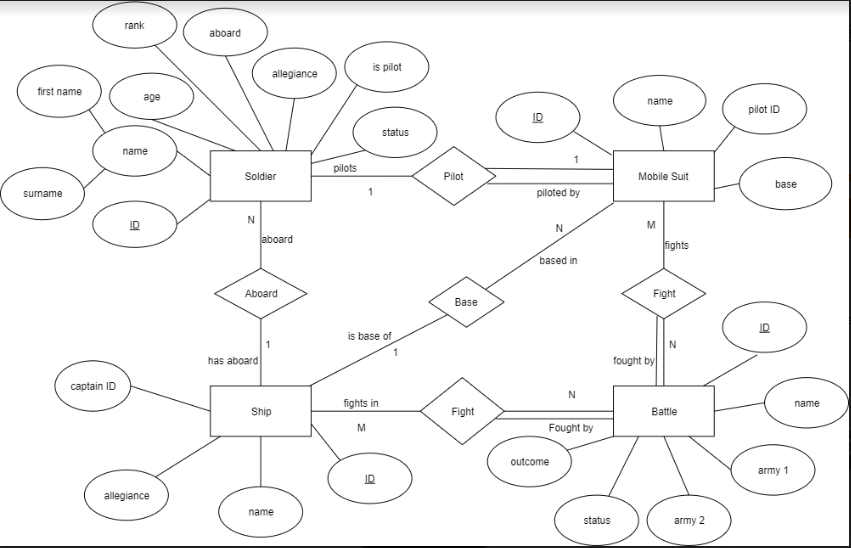 rank
aboard
allegiance
is pilot
first name
age
status
name
surname
ID
Soldier
pilots
1
Pilot
1
piloted by
ID
name
pilot ID
Mobile Suit
base
N
aboard
Aboard
1
has aboard
N
based in
Base
is base of
1
M
fights
Fight
N
fought by
captain ID
Ship
allegiance
name
ID
fights in
M
Fight
N
Fought by
Battle
ID
name
army 1
army 2
status
outcome